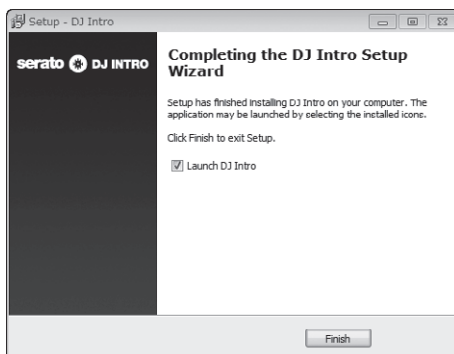 Setup - DJ Intro
serato DJ INTRO
Completing the DJ Intro Setup
Wizard
Setup has finished installing DJ Intro on your computer. The
application may be launched by selecting the installed icons.
Click Finish to exit Setup.
Launch DJ Intro
Finish